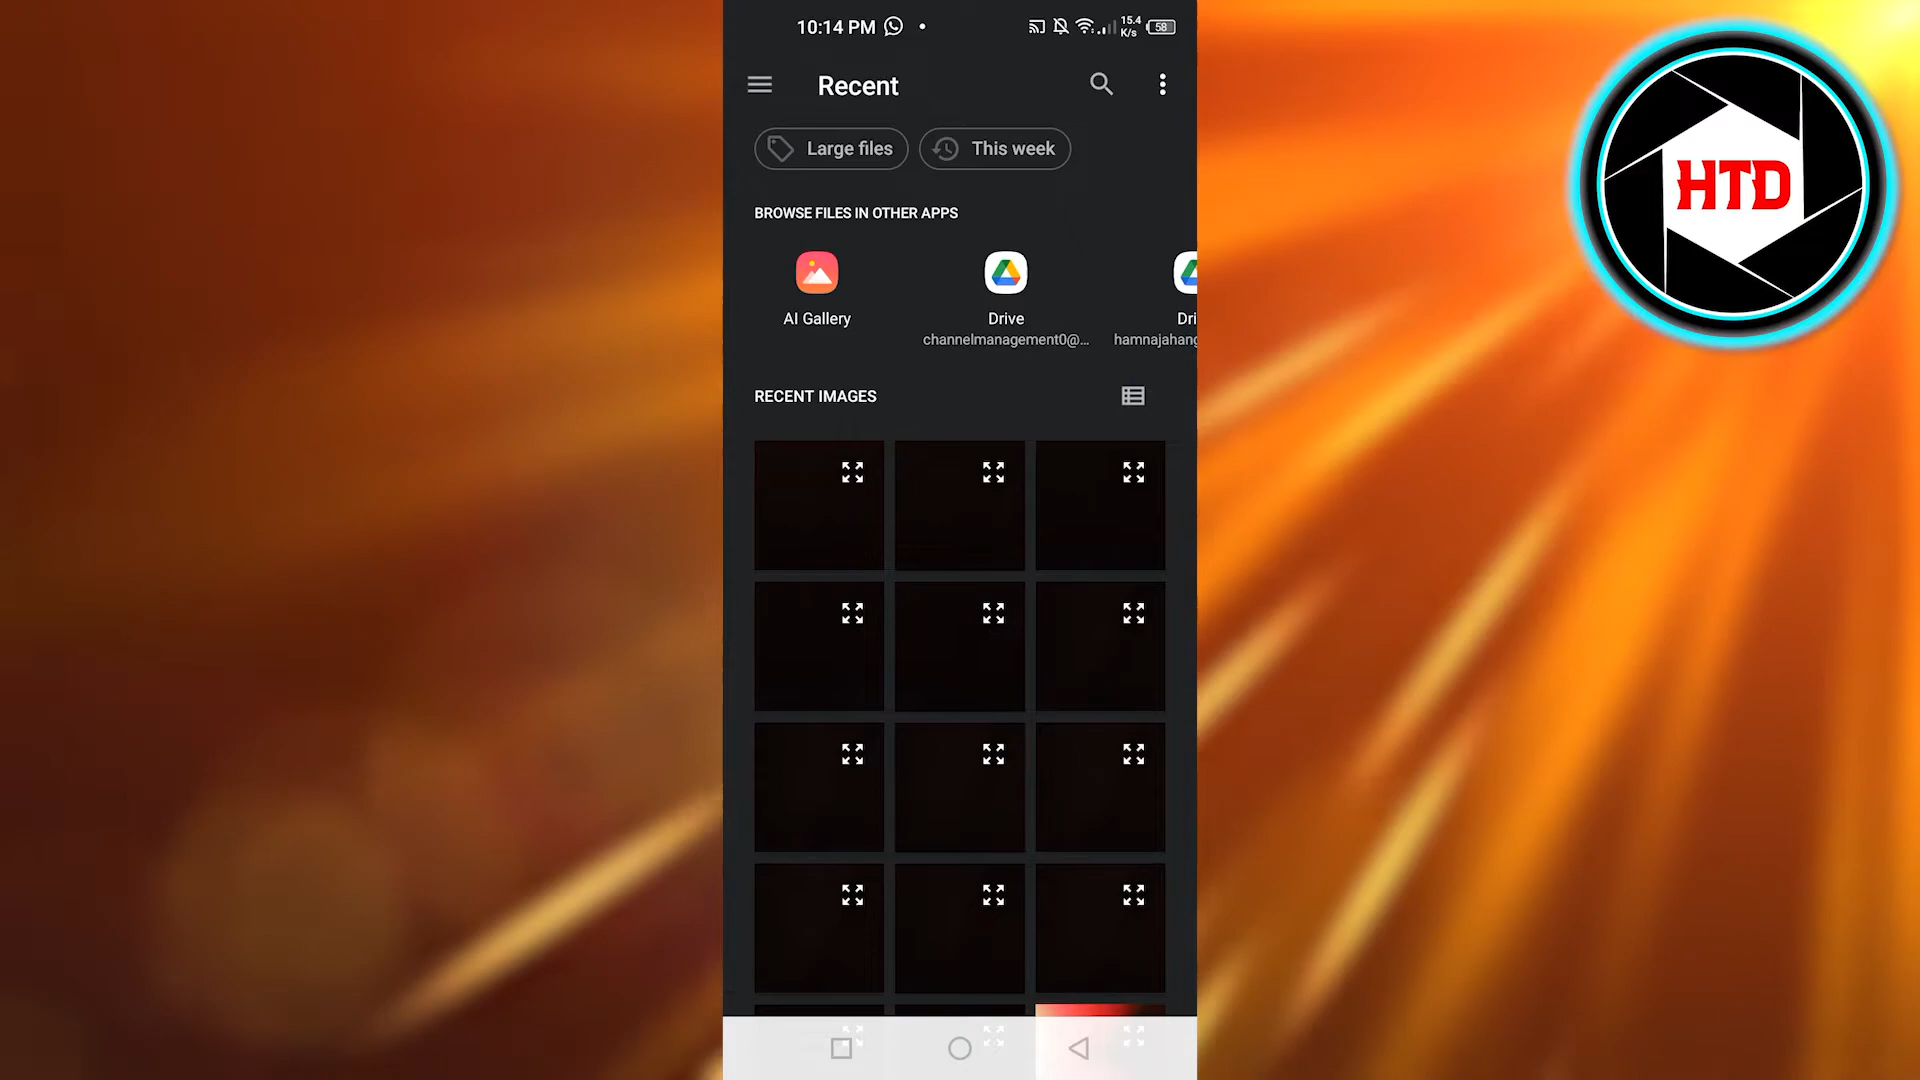 10:14 PM
15.4
K/s
58
Recent
Large files
This week
BROWSE FILES IN OTHER APPS
AI Gallery
Drive
Dri
channelmanagement0@...
hamnajahang
RECENT IMAGES
HTD